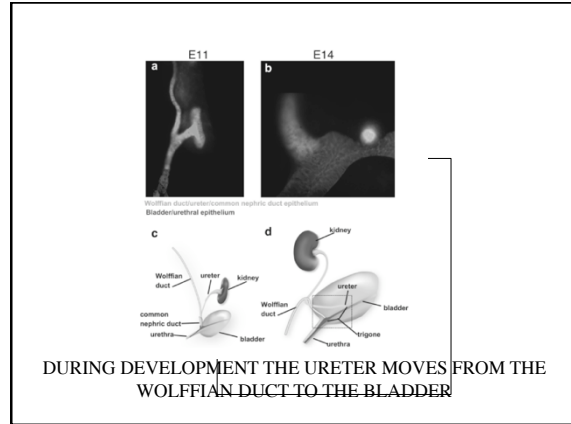 E11
E14
a
b
Wolffian duct/ureter/common nephric duct epithelium
Bladder/urethral epithelium
c
d
kidney
Wolffian
duct
ureter
kidney
common
nephric duct
urethra
bladder
ureter
bladder
Wolffian
duct
trigone
urethra
DURING DEVELOPMENT THE URETER MOVES FROM THE
WOLFFIAN DUCT TO THE BLADDER